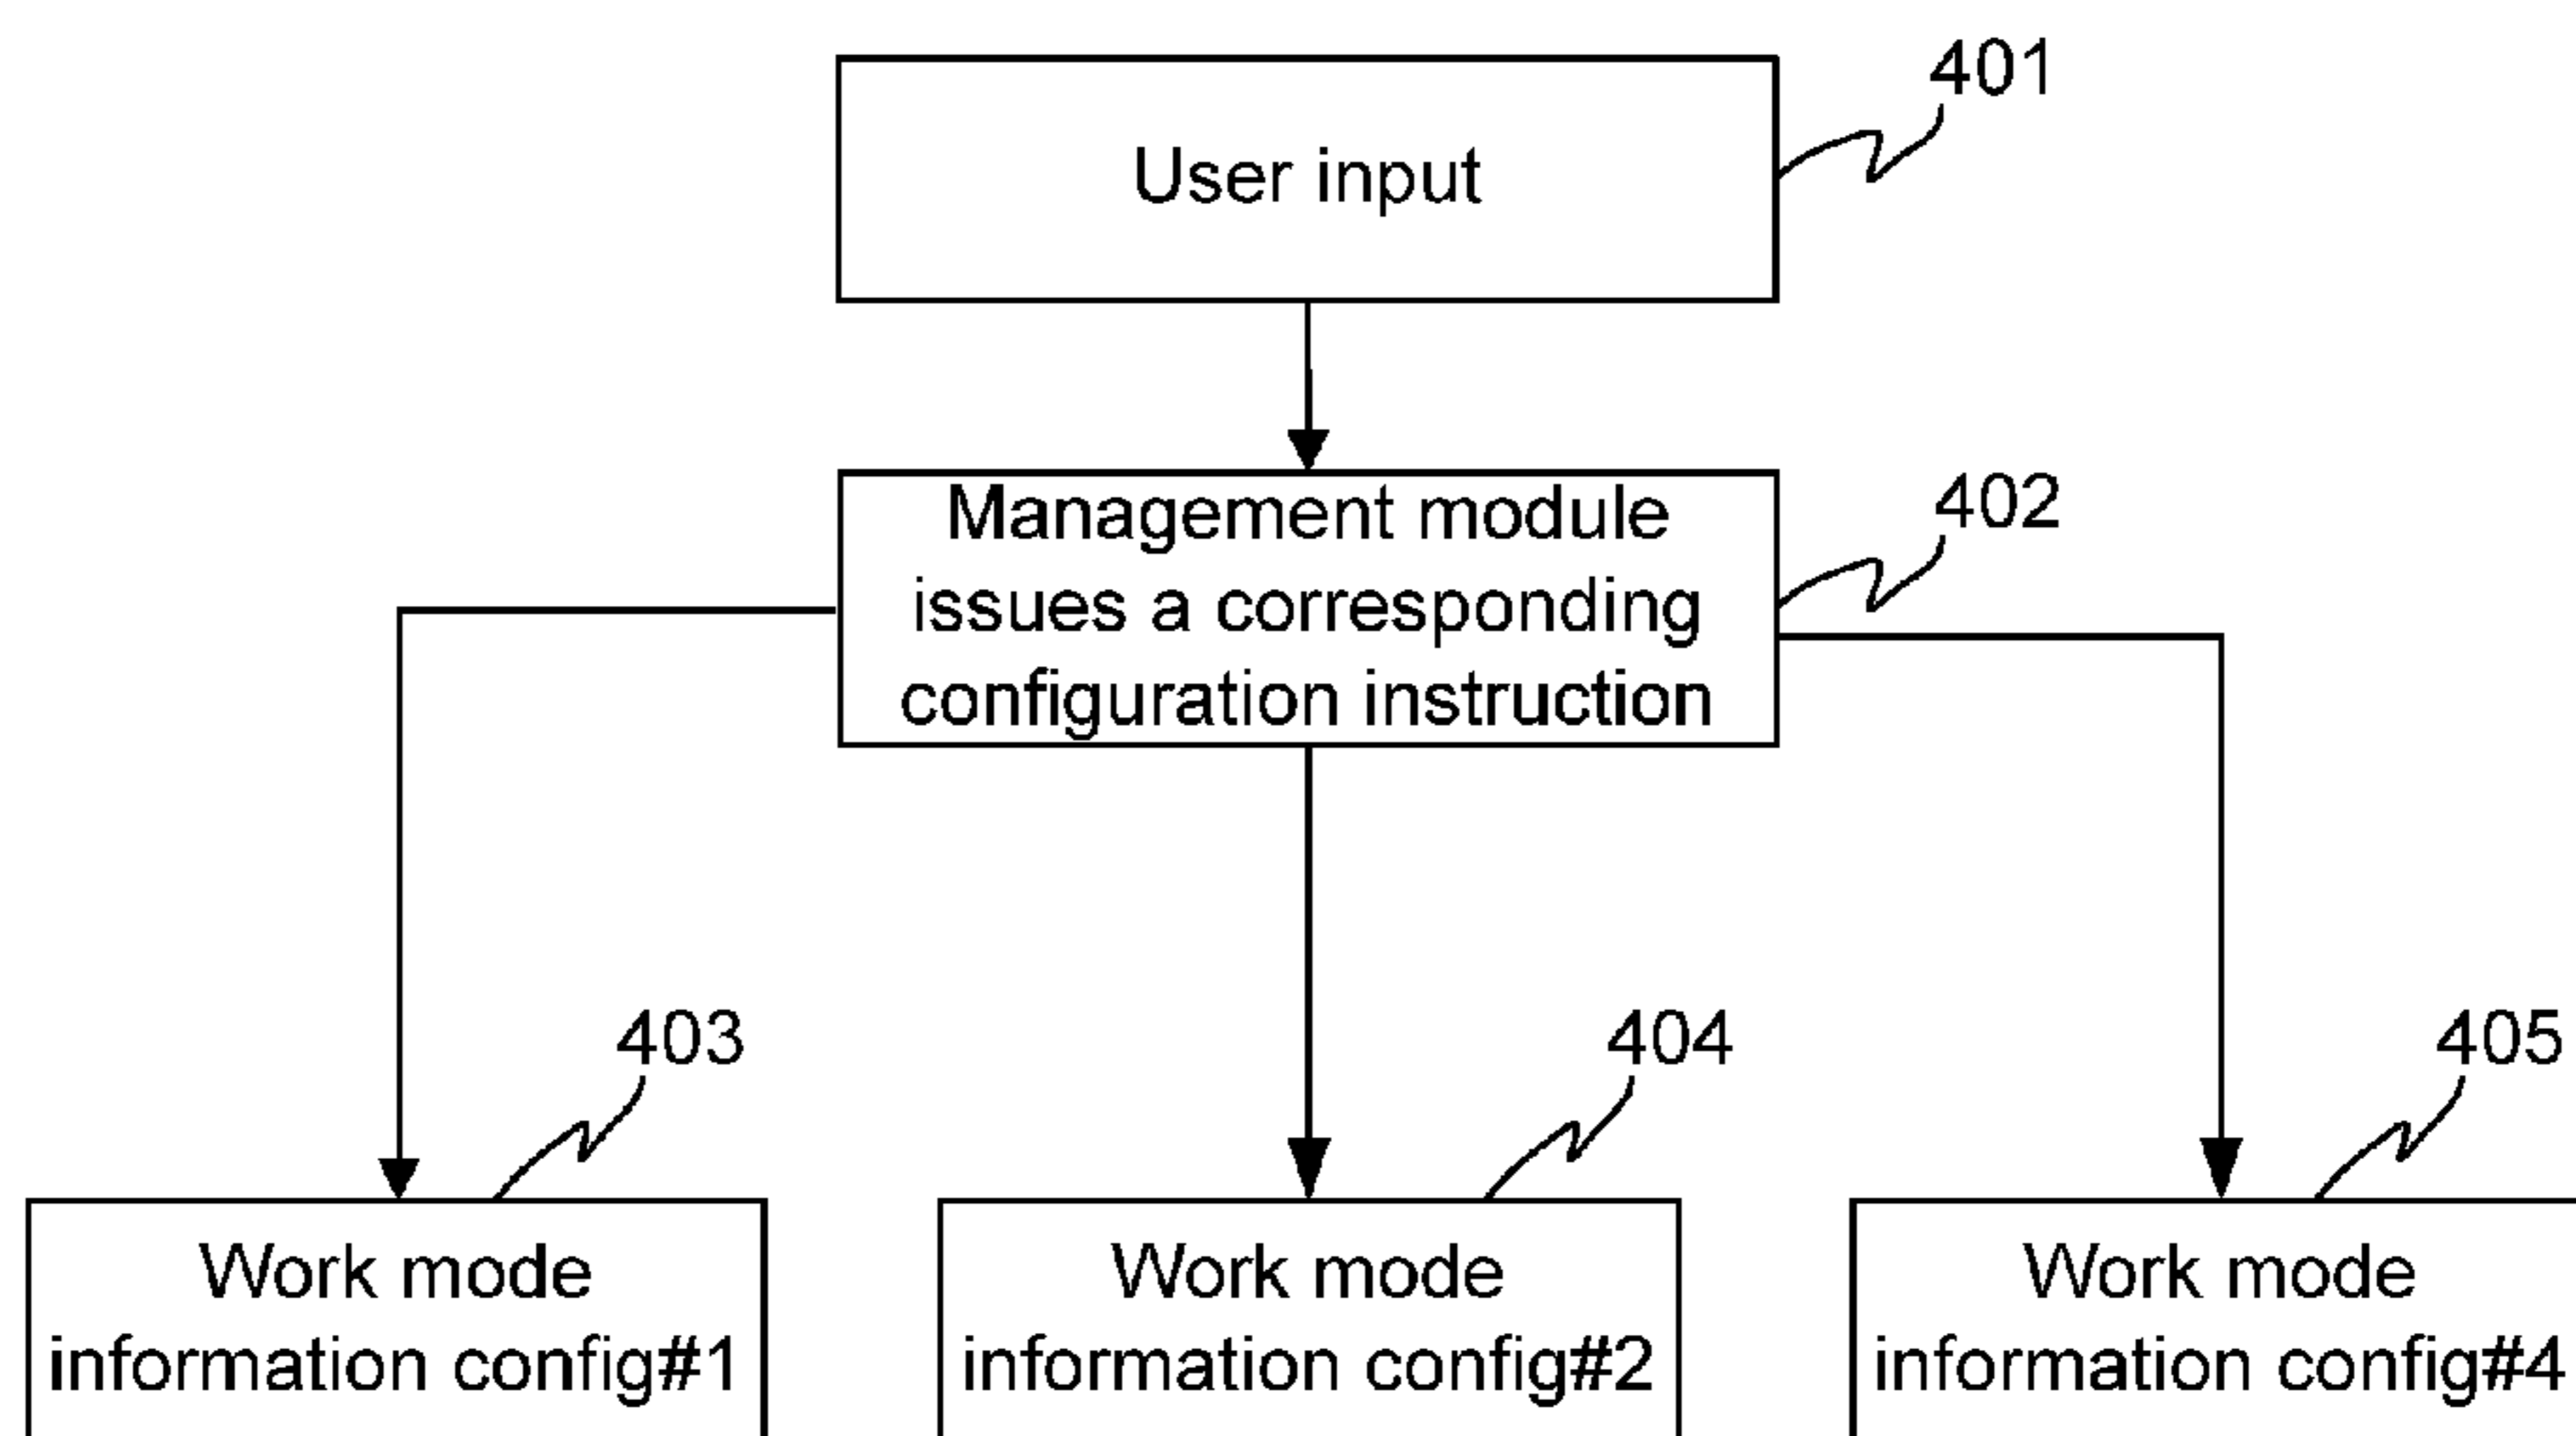 401
User input
402
Management module
issues a corresponding
configuration instruction
403
404
405
Work mode
information config#1
Work mode
information config#2
Work mode
information config#4